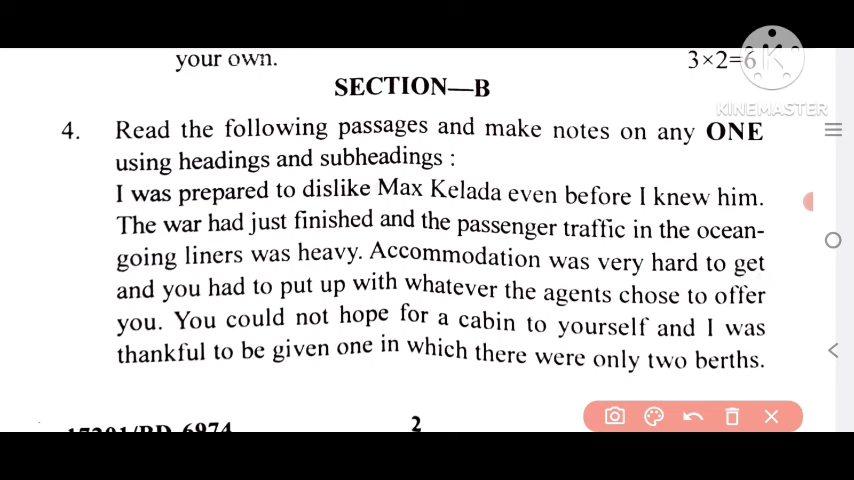 your own.
3×2=6
KINEMASTER
SECTION—B
4. Read the following passages and make notes on any ONE
using headings and subheadings :
I was prepared to dislike Max Kelada even before I knew him.
The war had just finished and the passenger traffic in the ocean-
going liners was heavy. Accommodation was very hard to get
and you had to put up with whatever the agents chose to offer
you. You could not hope for a cabin to yourself and I was
thankful to be given one in which there were only two berths.
2